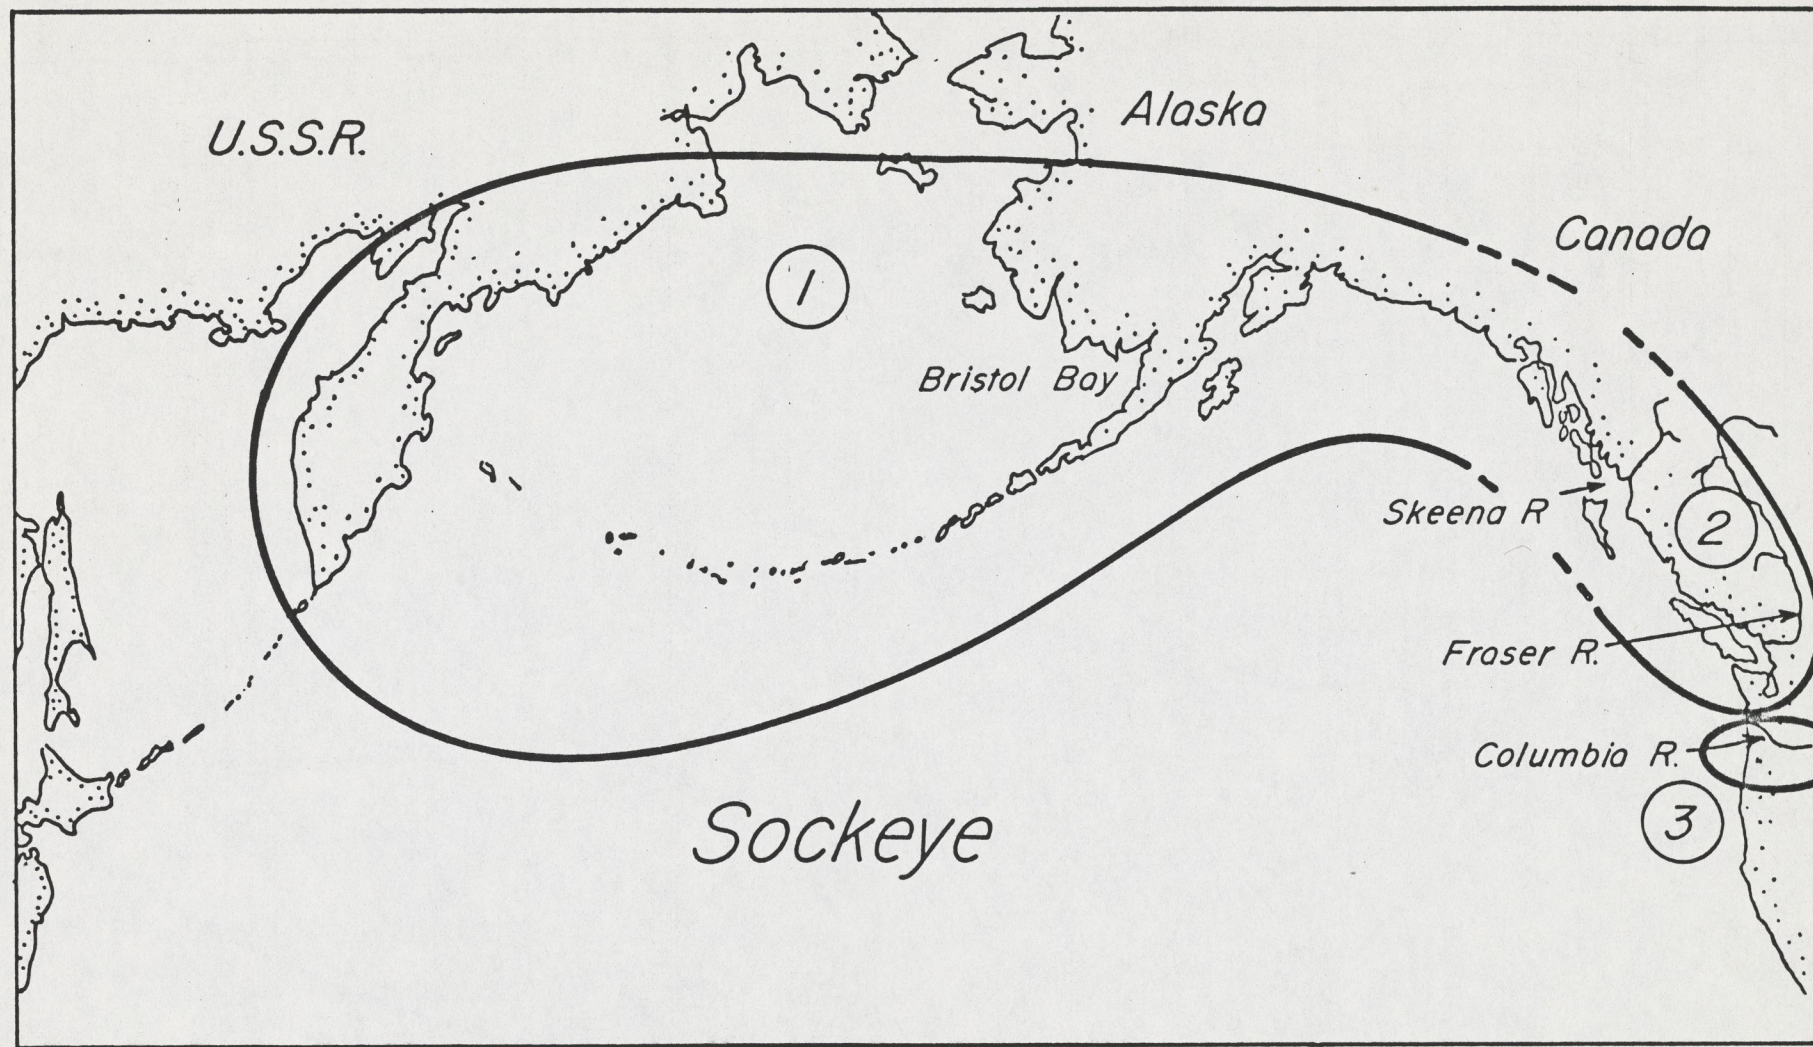 Alaska
U.S.S.R.
Canada
1
Bristol Bay
Skeena R
2
Fraser R.
Columbia R.
Sockeye
3